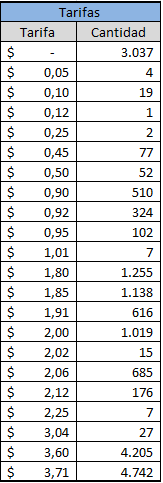 Tarifas
Tarifa Cantidad
$ - 3.037
$ 0,05 4
$ 0,10 19
$ 0,12 1
$ 0,25 2
$ 0,45 77
$ 0,50 52
$ 0,90 510
$ 0,92 324
$ 0,95 102
$ 1,01 7
$ 1,80 1.255
$ 1,85 1.138
$ 1,91 616
$ 2,00 1.019
$ 2,02 15
$ 2,06 685
$ 2,12 176
$ 2,25 7
$ 3,04 27
$ 3,60 4.205
$ 3,71 4.742